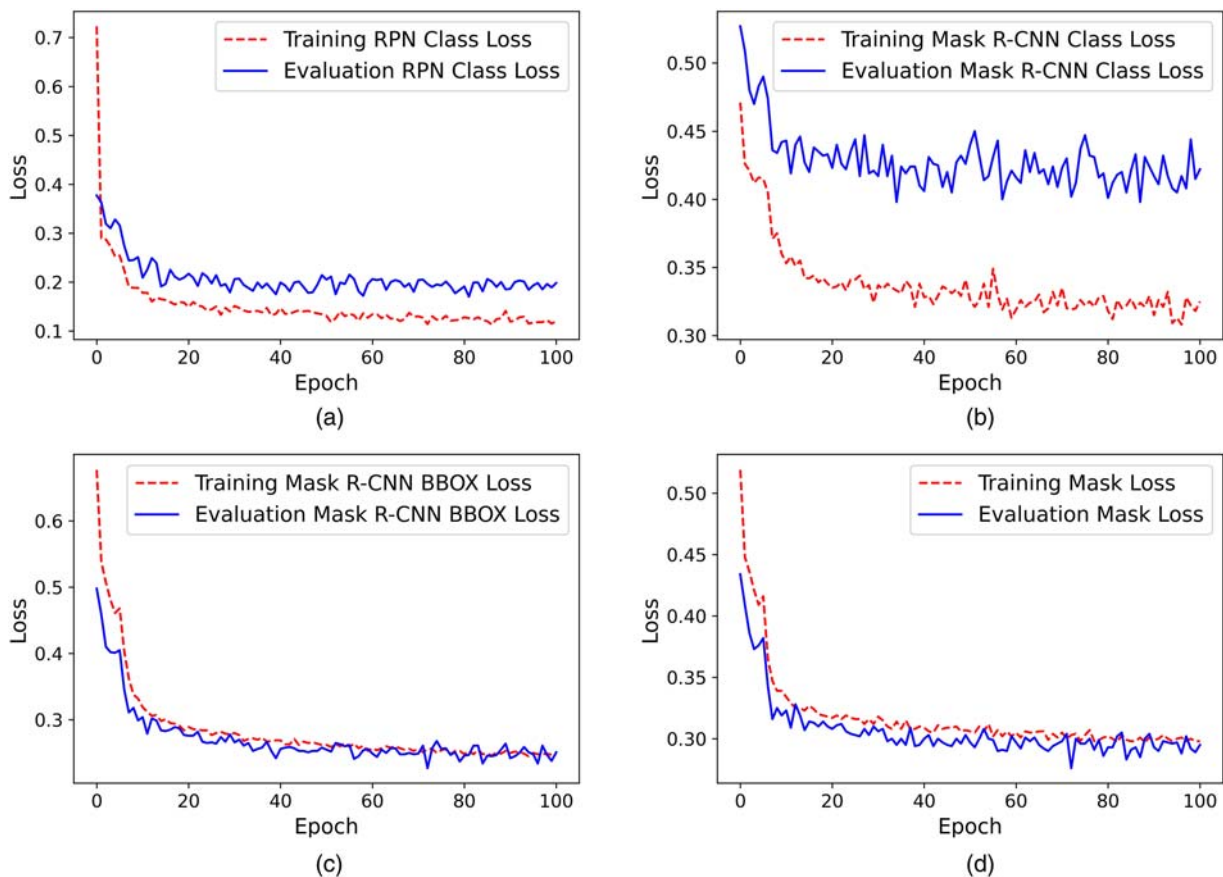 0.7
0.6
0.5
0.4
0.3
0.2
0.1
Loss
Training RPN Class Loss
Evaluation RPN Class Loss
0 20 40 60 80 100
Epoch
(a)
0.50
0.45
0.40
0.35
0.30
Loss
Training Mask R-CNN Class Loss
Evaluation Mask R-CNN Class Loss
0 20 40 60 80 100
Epoch
(b)
0.6
0.5
0.4
0.3
Loss
Training Mask R-CNN BBOX Loss
Evaluation Mask R-CNN BBOX Loss
0 20 40 60 80 100
Epoch
(c)
0.50
0.45
0.40
0.35
0.30
Loss
Training Mask Loss
Evaluation Mask Loss
0 20 40 60 80 100
Epoch
(d)